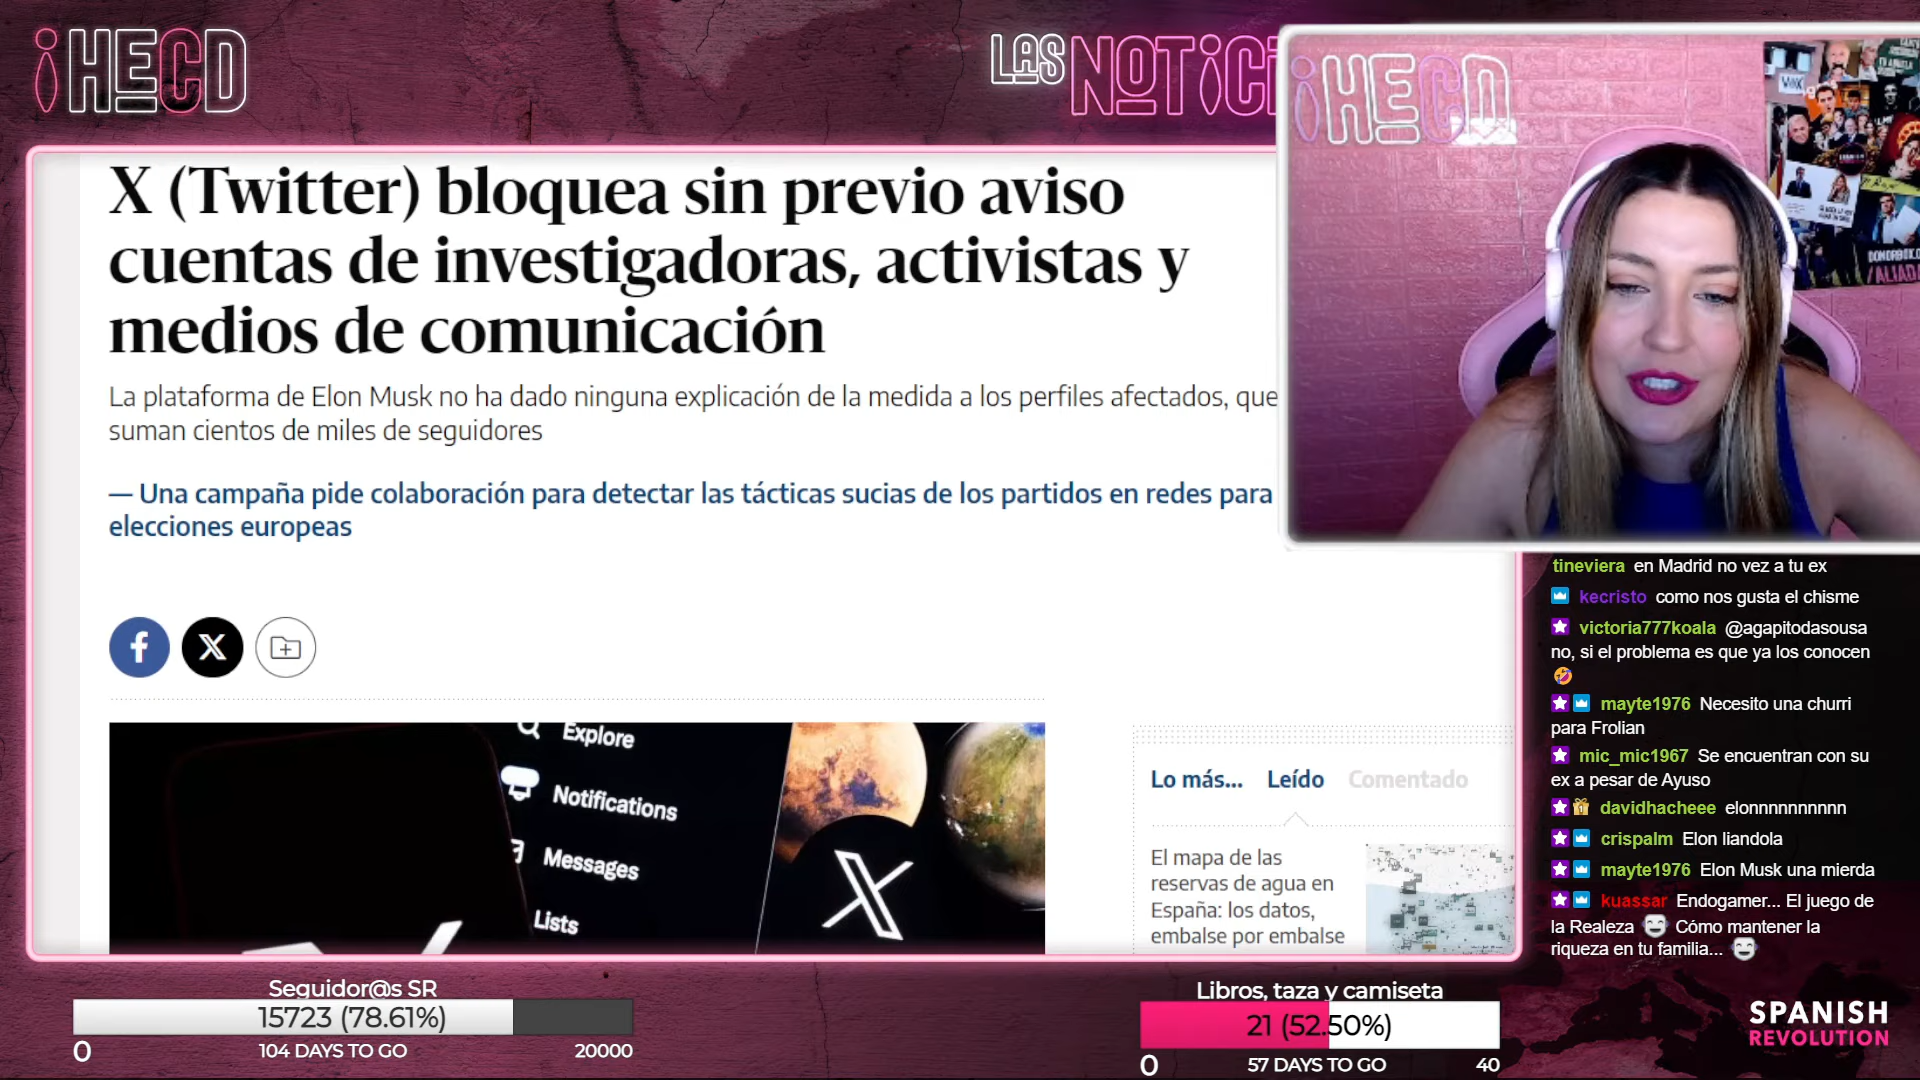 ¡HECD
LAS NOTICI
¡HECD
X (Twitter) bloquea sin previo aviso
cuentas de investigadoras, activistas y
medios de comunicación
La plataforma de Elon Musk no ha dado ninguna explicación de la medida a los perfiles afectados, que
suman cientos de miles de seguidores
— Una campaña pide colaboración para detectar las tácticas sucias de los partidos en redes para
elecciones europeas
Explore
Notifications
Messages
Lists
Lo más... Leído Comentado
El mapa de las
reservas de agua en
España: los datos,
embalse por embalse
tineviera en Madrid no vez a tu ex
kecristo como nos gusta el chisme
victoria777koala @agapitodasousa
no, si el problema es que ya los conocen
mayte1976 Necesito una churri
para Frolian
mic_mic1967 Se encuentran con su
ex a pesar de Ayuso
davidhacheee elonnnnnnnnnn
crispalm Elon liandola
mayte1976 Elon Musk una mierda
kuassar Endogamer... El juego de
la Realeza Cómo mantener la
riqueza en tu familia...
Seguidor@s SR
15723 (78.61%)
0 104 DAYS TO GO 20000
Libros, taza y camiseta
21 (52.50%)
0 57 DAYS TO GO 40
SPANISH
REVOLUTION